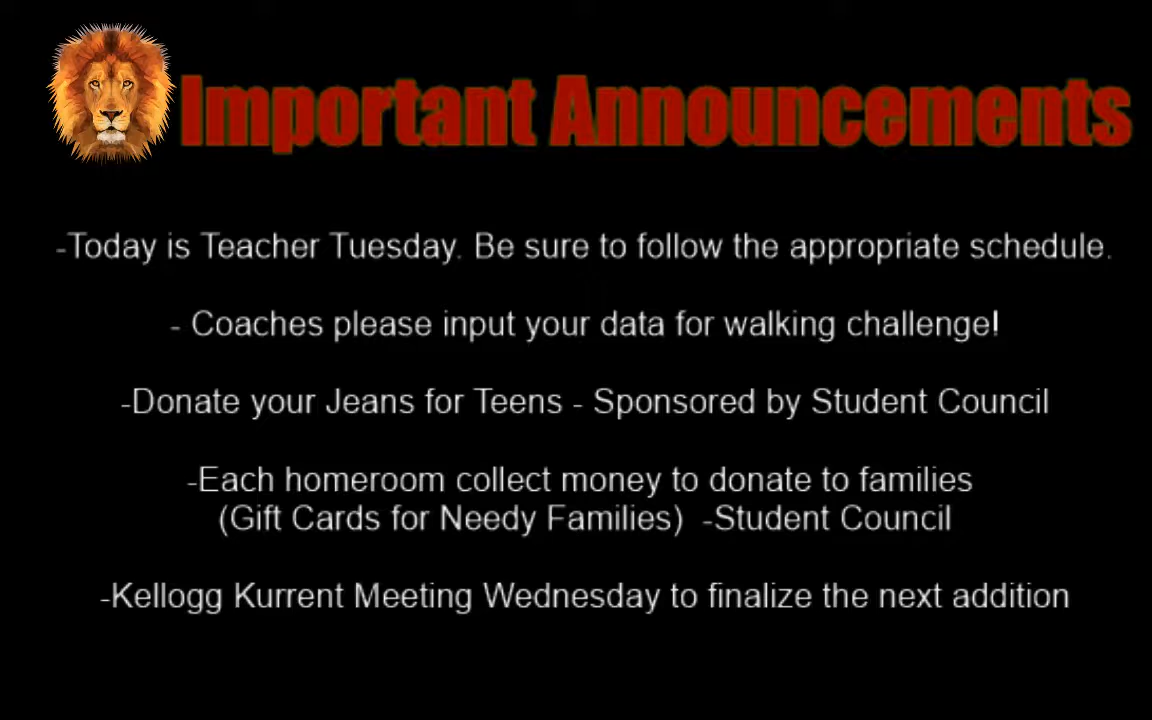 Important Announcements
-Today is Teacher Tuesday. Be sure to follow the appropriate schedule.
- Coaches please input your data for walking challenge!
-Donate your Jeans for Teens - Sponsored by Student Council
-Each homeroom collect money to donate to families
(Gift Cards for Needy Families)  -Student Council
-Kellogg Kurrent Meeting Wednesday to finalize the next addition